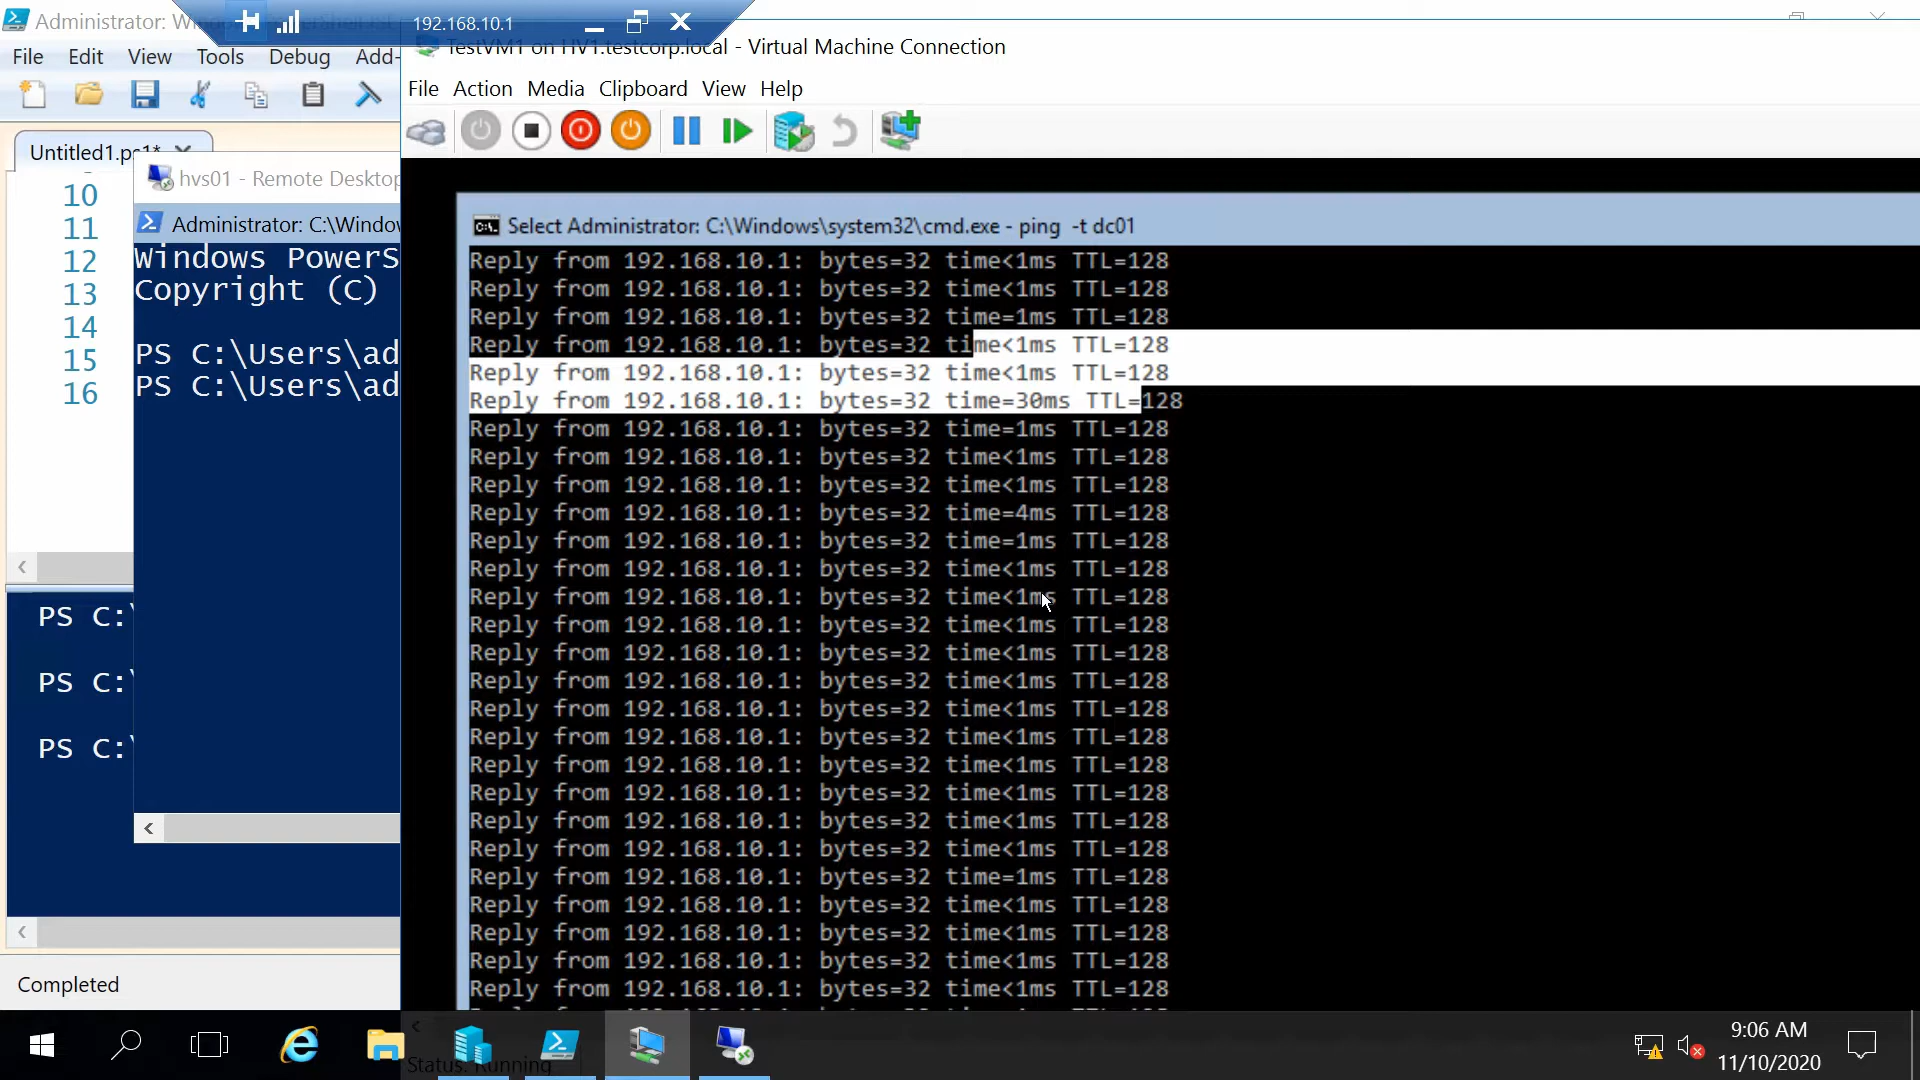 Administrator: W
192.168.10.1
File Edit View Tools Debug Add-
Untitled1.ps1*
10
11
12
13
14
15
16
PS C:\
PS C:\
PS C:\
Completed
hvs01 - Remote Desktop
Administrator: C:\Windo
Windows PowerS
Copyright (C)
PS C:\Users\ad
PS C:\Users\ad
TestVM1 on HV1.testcorp.local - Virtual Machine Connection
File Action Media Clipboard View Help
Select Administrator: C:\Windows\system32\cmd.exe - ping -t dc01
Reply from 192.168.10.1: bytes=32 time<1ms TTL=128
Reply from 192.168.10.1: bytes=32 time<1ms TTL=128
Reply from 192.168.10.1: bytes=32 time=1ms TTL=128
Reply from 192.168.10.1: bytes=32 time<1ms TTL=128
Reply from 192.168.10.1: bytes=32 time<1ms TTL=128
Reply from 192.168.10.1: bytes=32 time=30ms TTL=128
Reply from 192.168.10.1: bytes=32 time=1ms TTL=128
Reply from 192.168.10.1: bytes=32 time<1ms TTL=128
Reply from 192.168.10.1: bytes=32 time<1ms TTL=128
Reply from 192.168.10.1: bytes=32 time=4ms TTL=128
Reply from 192.168.10.1: bytes=32 time=1ms TTL=128
Reply from 192.168.10.1: bytes=32 time<1ms TTL=128
Reply from 192.168.10.1: bytes=32 time<1ms TTL=128
Reply from 192.168.10.1: bytes=32 time<1ms TTL=128
Reply from 192.168.10.1: bytes=32 time<1ms TTL=128
Reply from 192.168.10.1: bytes=32 time<1ms TTL=128
Reply from 192.168.10.1: bytes=32 time<1ms TTL=128
Reply from 192.168.10.1: bytes=32 time<1ms TTL=128
Reply from 192.168.10.1: bytes=32 time<1ms TTL=128
Reply from 192.168.10.1: bytes=32 time<1ms TTL=128
Reply from 192.168.10.1: bytes=32 time<1ms TTL=128
Reply from 192.168.10.1: bytes=32 time<1ms TTL=128
Reply from 192.168.10.1: bytes=32 time=1ms TTL=128
Reply from 192.168.10.1: bytes=32 time<1ms TTL=128
Reply from 192.168.10.1: bytes=32 time<1ms TTL=128
Reply from 192.168.10.1: bytes=32 time<1ms TTL=128
Reply from 192.168.10.1: bytes=32 time<1ms TTL=128
Status: Running
9:06 AM
11/10/2020